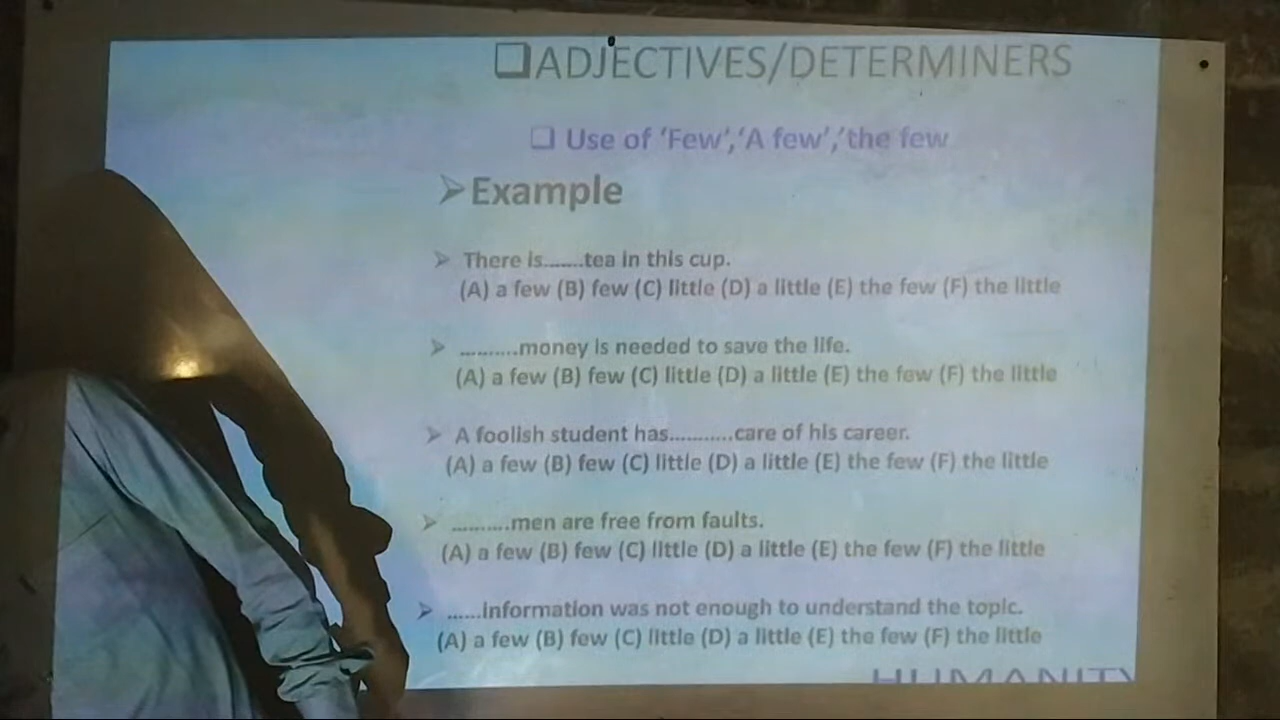 ❑ADJECTIVES/DETERMINERS
❑ Use of 'Few','A few','the few
➢Example
➢ There is.......tea in this cup.
(A) a few (B) few (C) little (D) a little (E) the few (F) the little
➢ ..........money is needed to save the life.
(A) a few (B) few (C) little (D) a little (E) the few (F) the little
➢ A foolish student has...........care of his career.
(A) a few (B) few (C) little (D) a little (E) the few (F) the little
➢ ..........men are free from faults.
(A) a few (B) few (C) little (D) a little (E) the few (F) the little
➢ ......information was not enough to understand the topic.
(A) a few (B) few (C) little (D) a little (E) the few (F) the little
HUMANITY